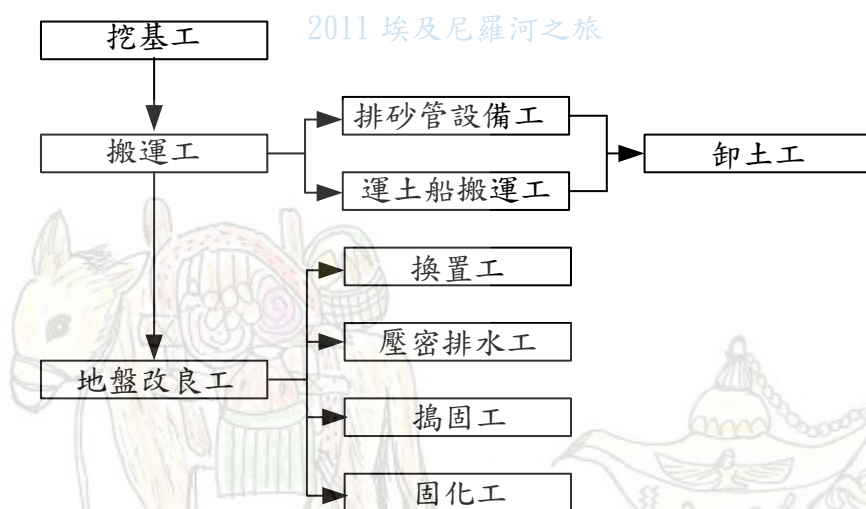 2011 埃及尼羅河之旅
挖基工
搬運工
排砂管設備工
運土船搬運工
卸土工
地盤改良工
換置工
壓密排水工
搗固工
固化工